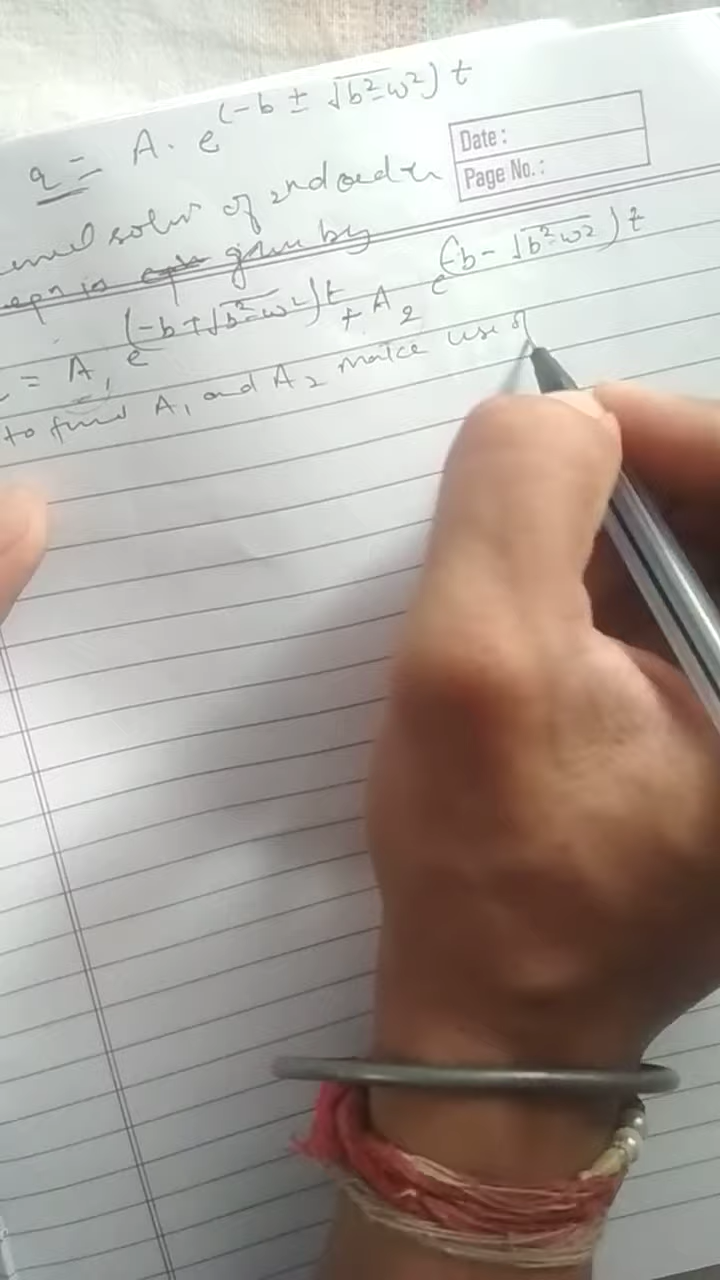 q = A. e^(-b ± √b²-ω²) t
Date :
Page No. :
soln of 2nd order
eqn is given by
= A₁ e^(-b+√b²-ω²)t + A₂ e^(-b-√b²-ω²) t
to find A₁ and A₂ make use of